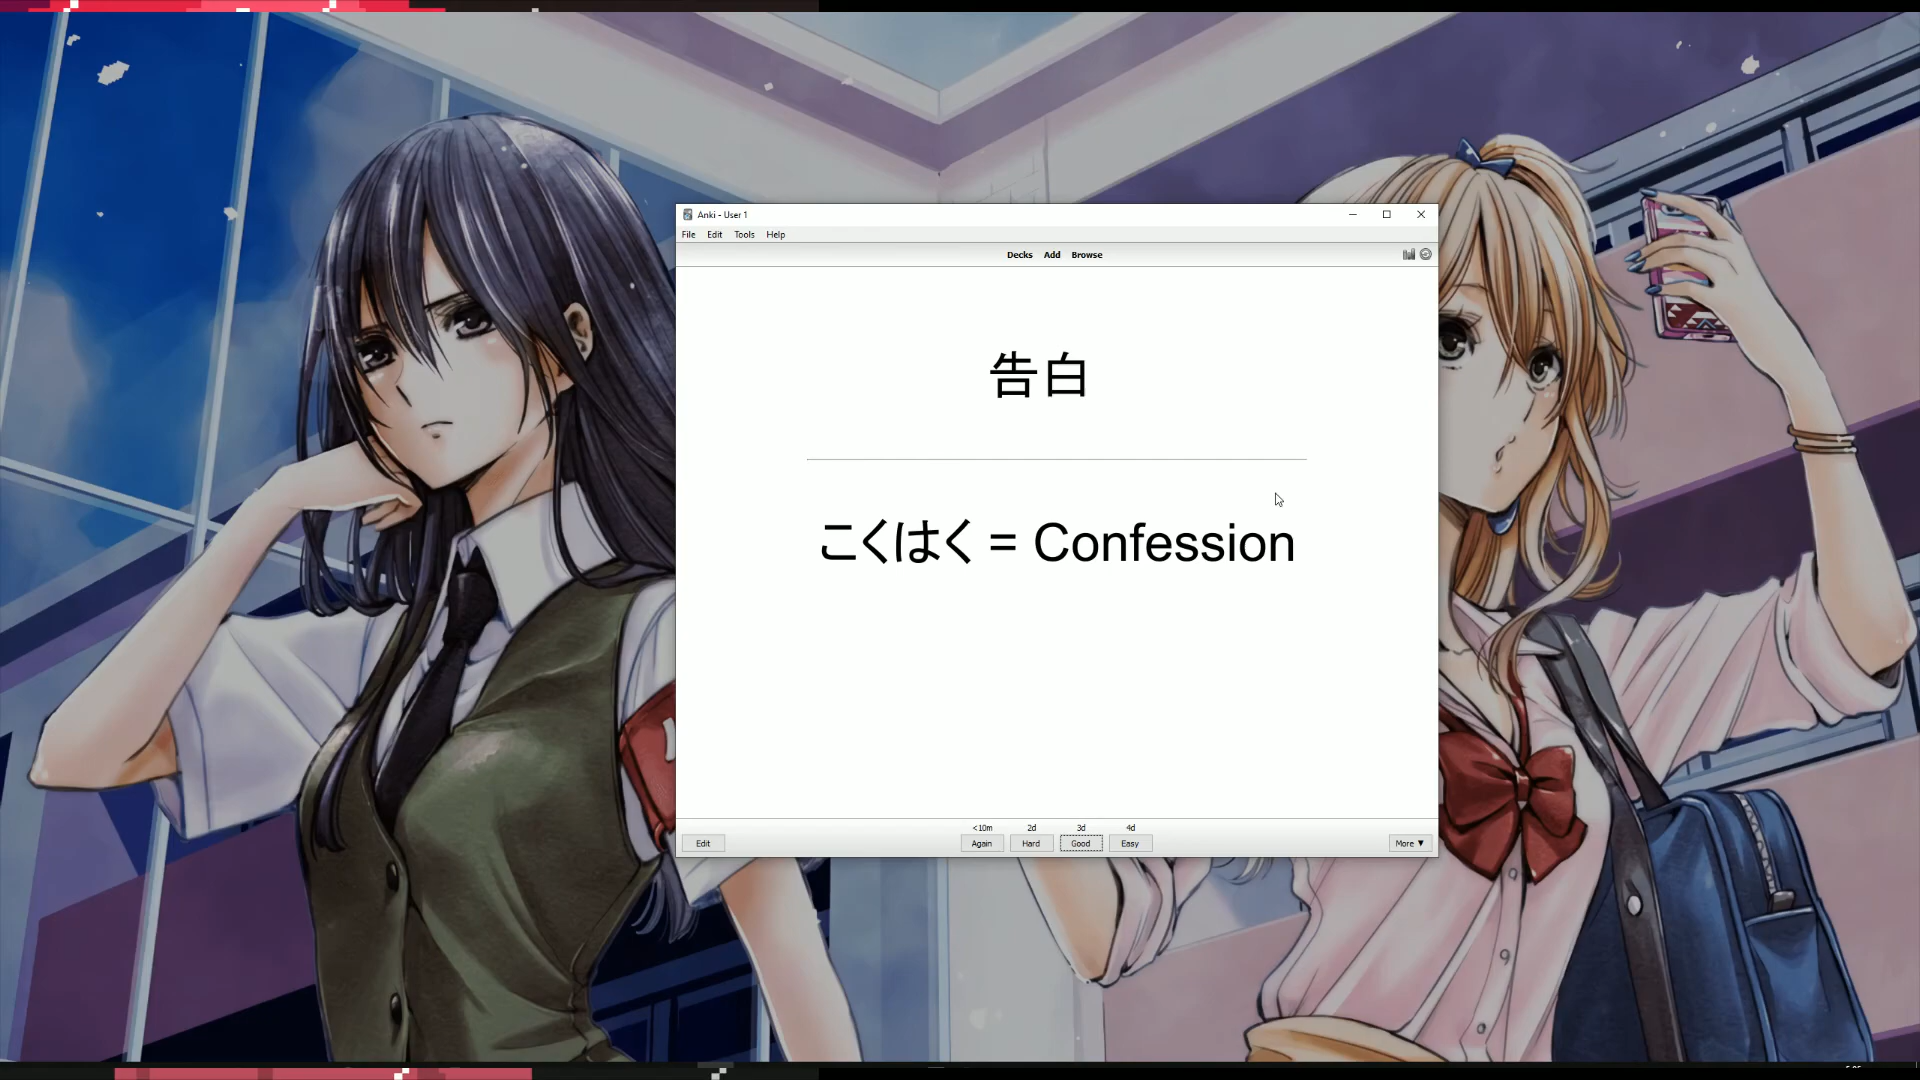 Anki - User 1
File Edit Tools Help
Decks Add Browse
告白
こくはく = Confession
<10m 2d 3d 4d
Edit Again Hard Good Easy More ▼